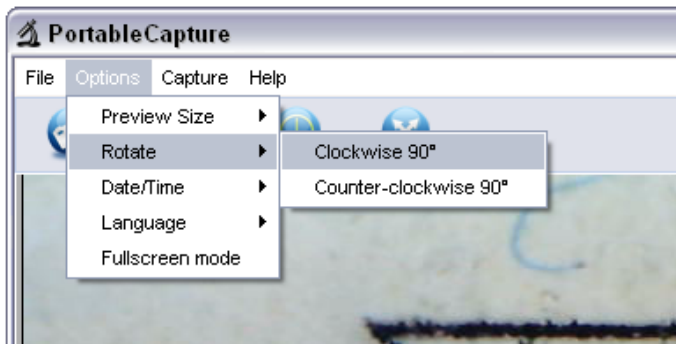 PortableCapture
File Options Capture Help
Preview Size
Rotate
Clockwise 90°
Counter-clockwise 90°
Date/Time
Language
Fullscreen mode